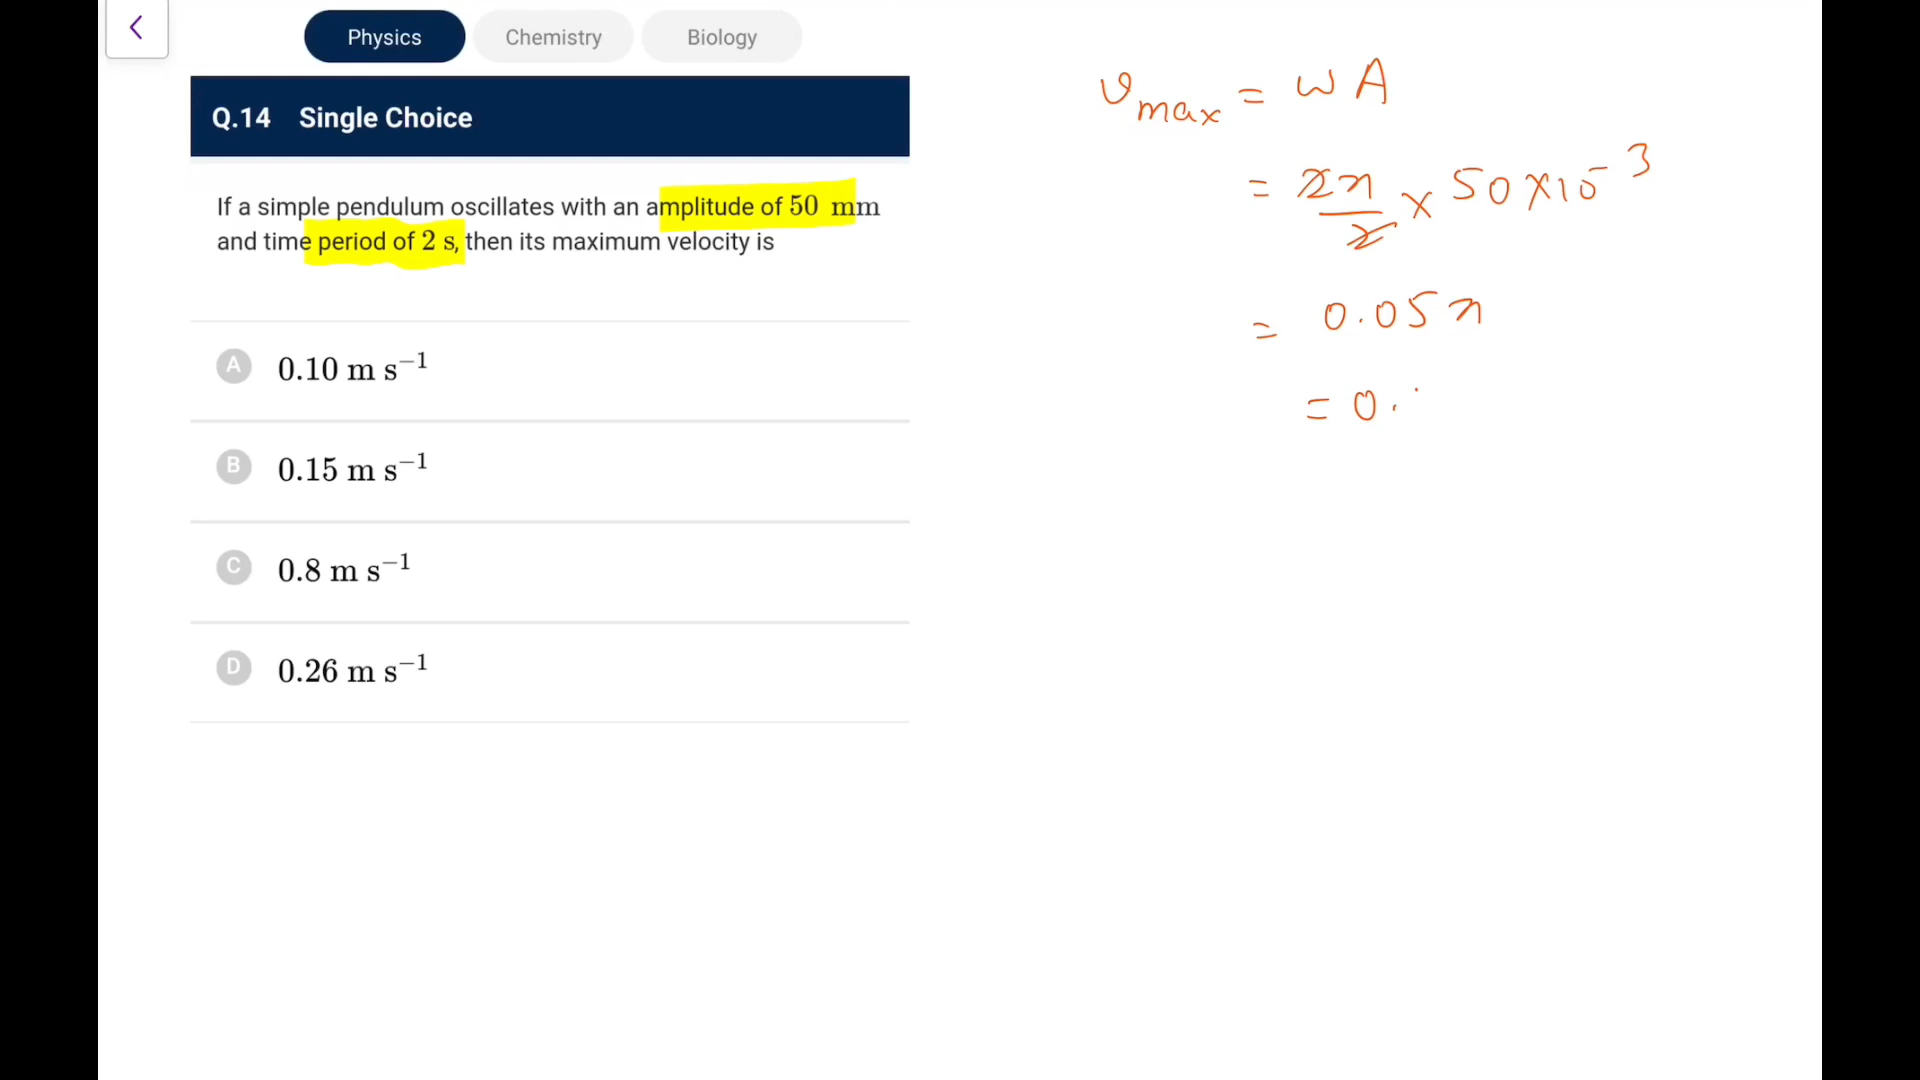 Physics Chemistry Biology
Q.14 Single Choice
If a simple pendulum oscillates with an amplitude of 50 mm
and time period of 2 s, then its maximum velocity is
A 0.10 m s⁻¹
B 0.15 m s⁻¹
C 0.8 m s⁻¹
D 0.26 m s⁻¹
v_max = ωA
= 2π/2 × 50×10⁻³
= 0.05π
= 0.